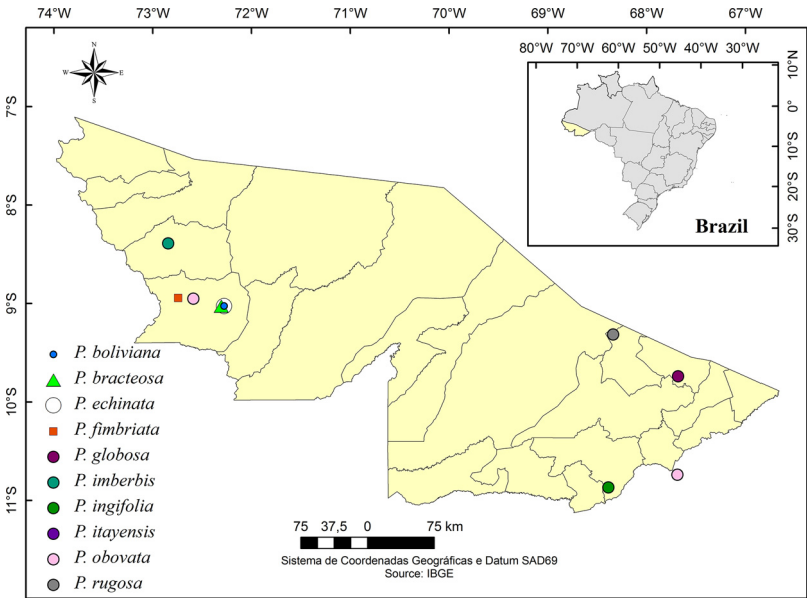 74°W 73°W 72°W 71°W 70°W 69°W 68°W 67°W
80°W 70°W 60°W 50°W 40°W 30°W
10°N
0°
10°S
20°S
30°S
Brazil
N
W E
S
7°S
8°S
9°S
10°S
11°S
P. boliviana
P. bracteosa
P. echinata
P. fimbriata
P. globosa
P. imberbis
P. ingifolia
P. itayensis
P. obovata
P. rugosa
75 37,5 0 75 km
Sistema de Coordenadas Geográficas e Datum SAD69
Source: IBGE